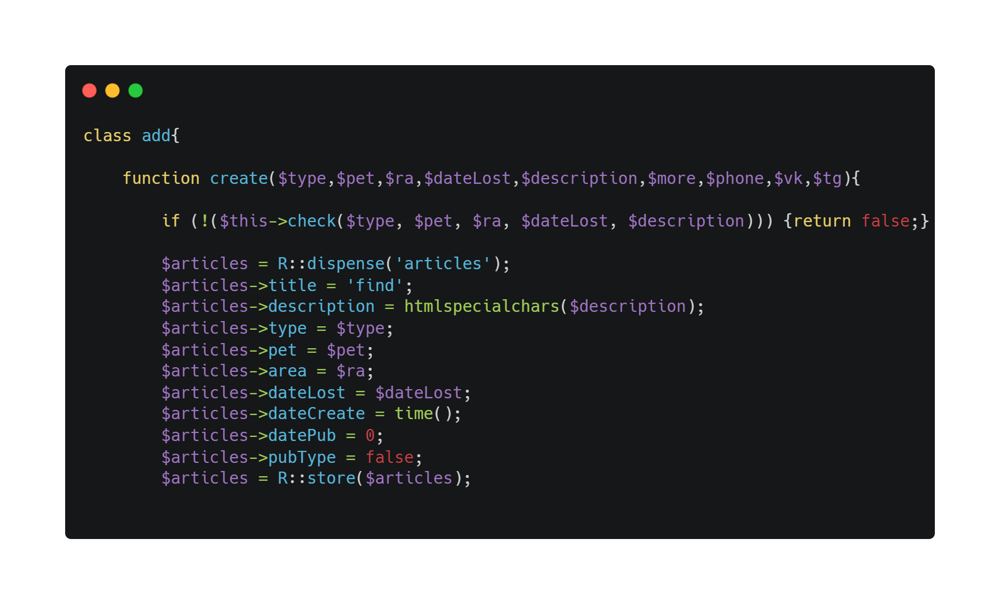 class add{
function create($type,$pet,$ra,$dateLost,$description,$more,$phone,$vk,$tg){
if (!($this->check($type, $pet, $ra, $dateLost, $description))) {return false;}
$articles = R::dispense('articles');
$articles->title = 'find';
$articles->description = htmlspecialchars($description);
$articles->type = $type;
$articles->pet = $pet;
$articles->area = $ra;
$articles->dateLost = $dateLost;
$articles->dateCreate = time();
$articles->datePub = 0;
$articles->pubType = false;
$articles = R::store($articles);